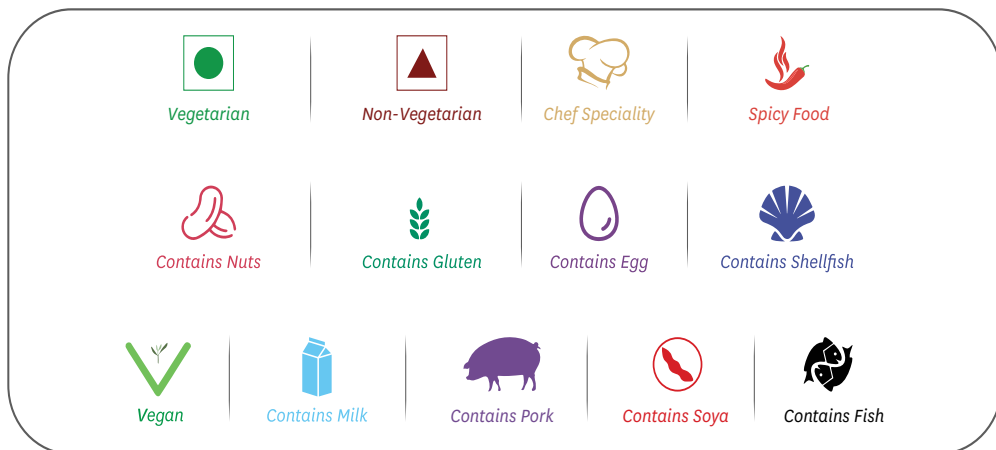 Vegetarian
Non-Vegetarian
Chef Speciality
Spicy Food
Contains Nuts
Contains Gluten
Contains Egg
Contains Shellfish
Vegan
Contains Milk
Contains Pork
Contains Soya
Contains Fish